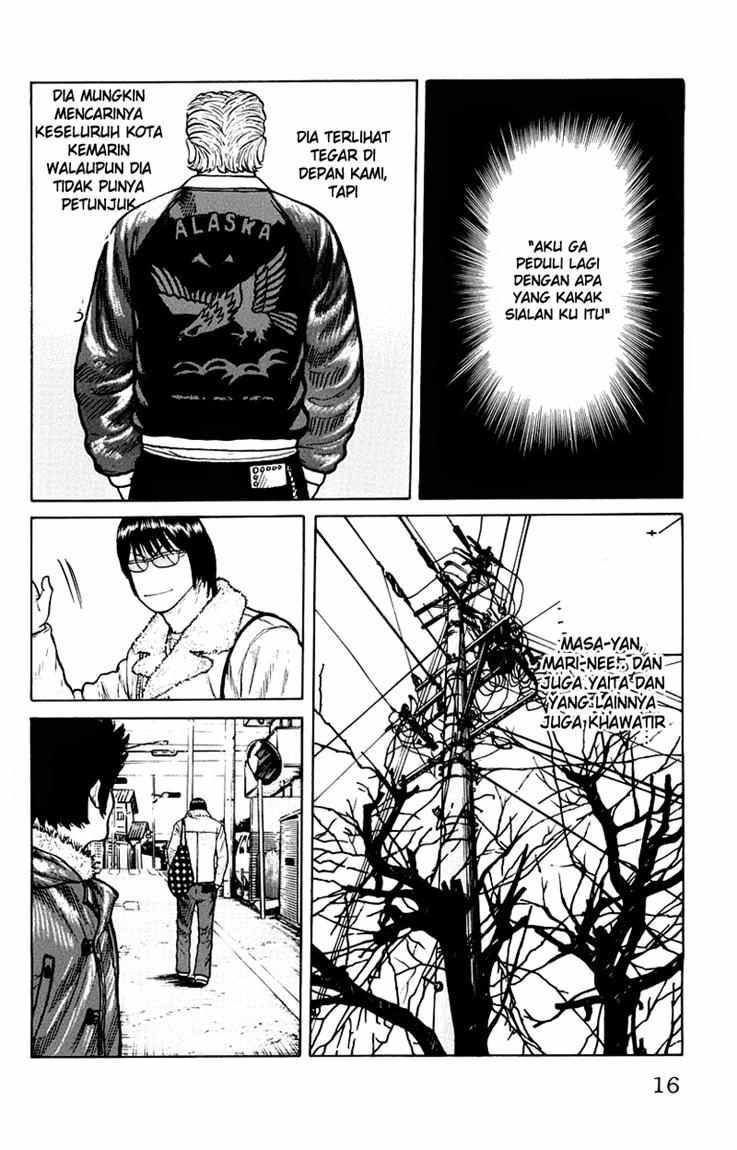 "AKU GA
PEDULI LAGI
DENGAN APA
YANG KAKAK
SIALAN KU ITU"
DIA TERLIHAT
TEGAR DI
DEPAN KAMI,
TAPI
DIA MUNGKIN
MENCARINYA
KESELURUH KOTA
KEMARIN
WALAUPUN DIA
TIDAK PUNYA
PETUNJUK
ALASKA
MASA-YAN,
MARI-NEE!, DAN
JUGA YAITA DAN
YANG LAINNYA
JUGA KHAWATIR
16